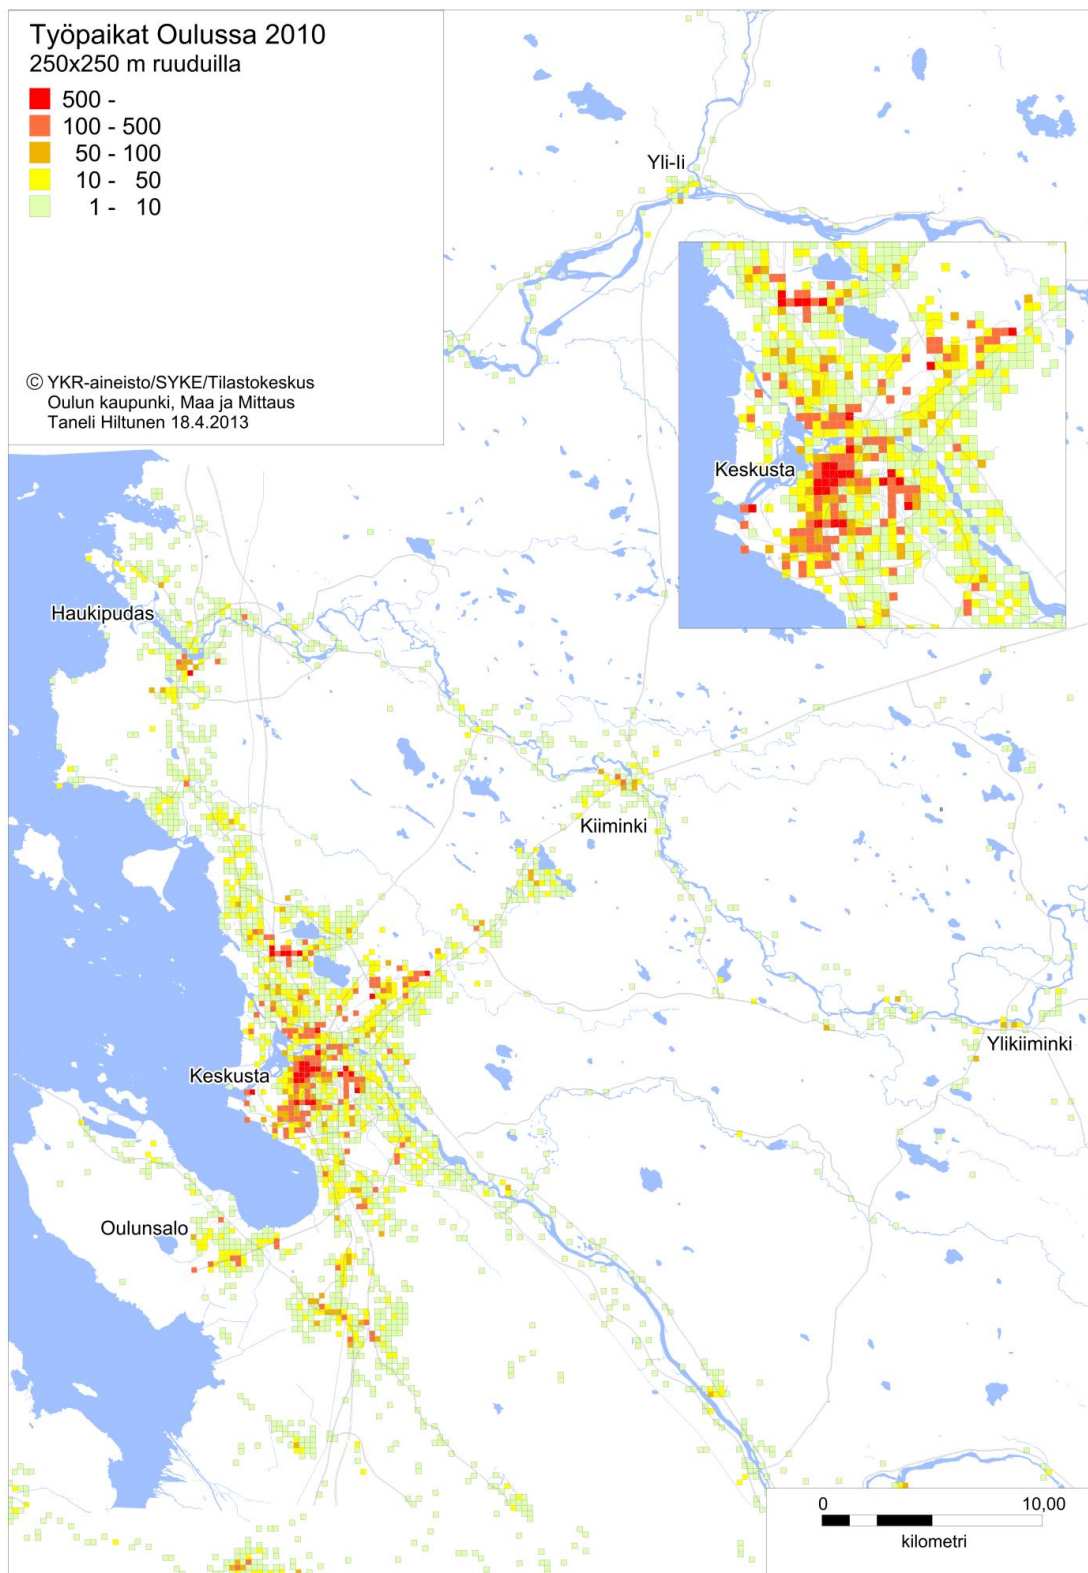 Työpaikat Oulussa 2010
250x250 m ruuduilla
500 -
100 - 500
50 - 100
10 - 50
1 - 10
© YKR-aineisto/SYKE/Tilastokeskus
Oulun kaupunki, Maa ja Mittaus
Taneli Hiltunen 18.4.2013
Yli-Ii
Keskusta
Haukipudas
Kiiminki
Ylikiiminki
Keskusta
Oulunsalo
0 10,00
kilometri